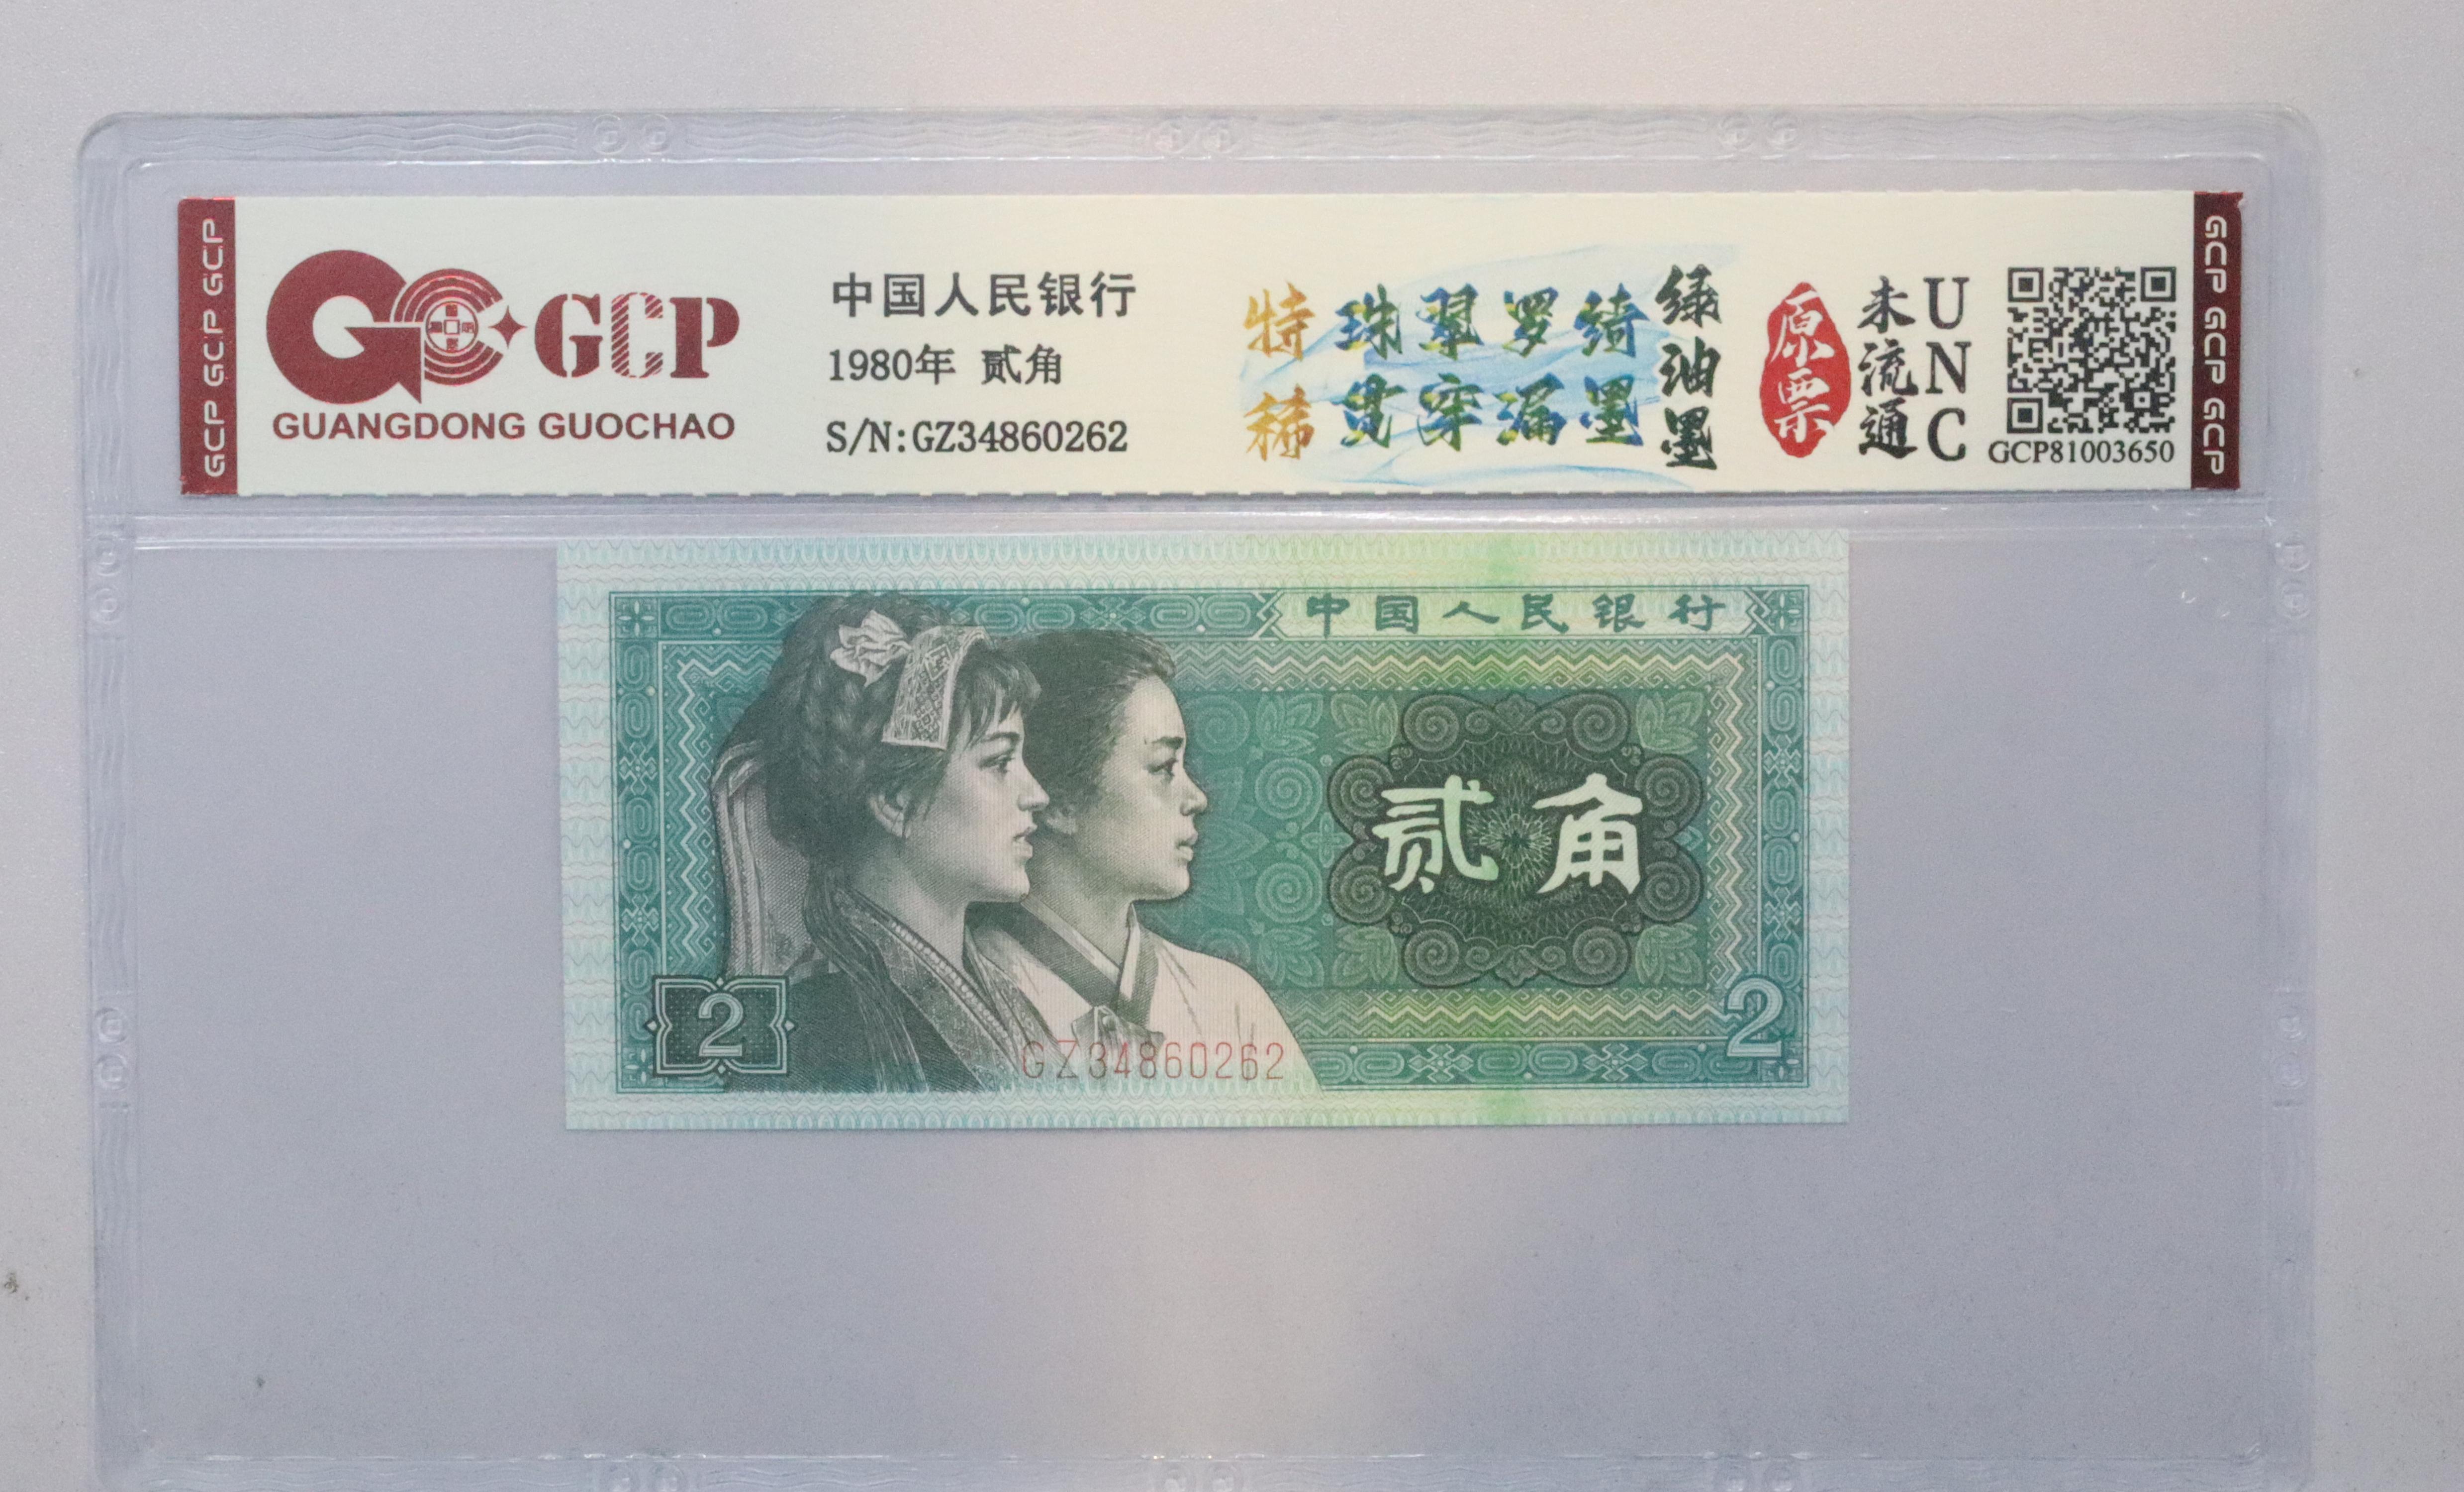 GCP GCP GCP
GCP
GUANGDONG GUOCHAO
中国人民银行
1980年 贰角
S/N:GZ34860262
特稀
珠翠罗绮
贯穿漏墨
绿油墨
原票
未流通
UNC
GCP81003650
GCP GCP GCP
中国人民银行
贰角
2
2
GZ34860262